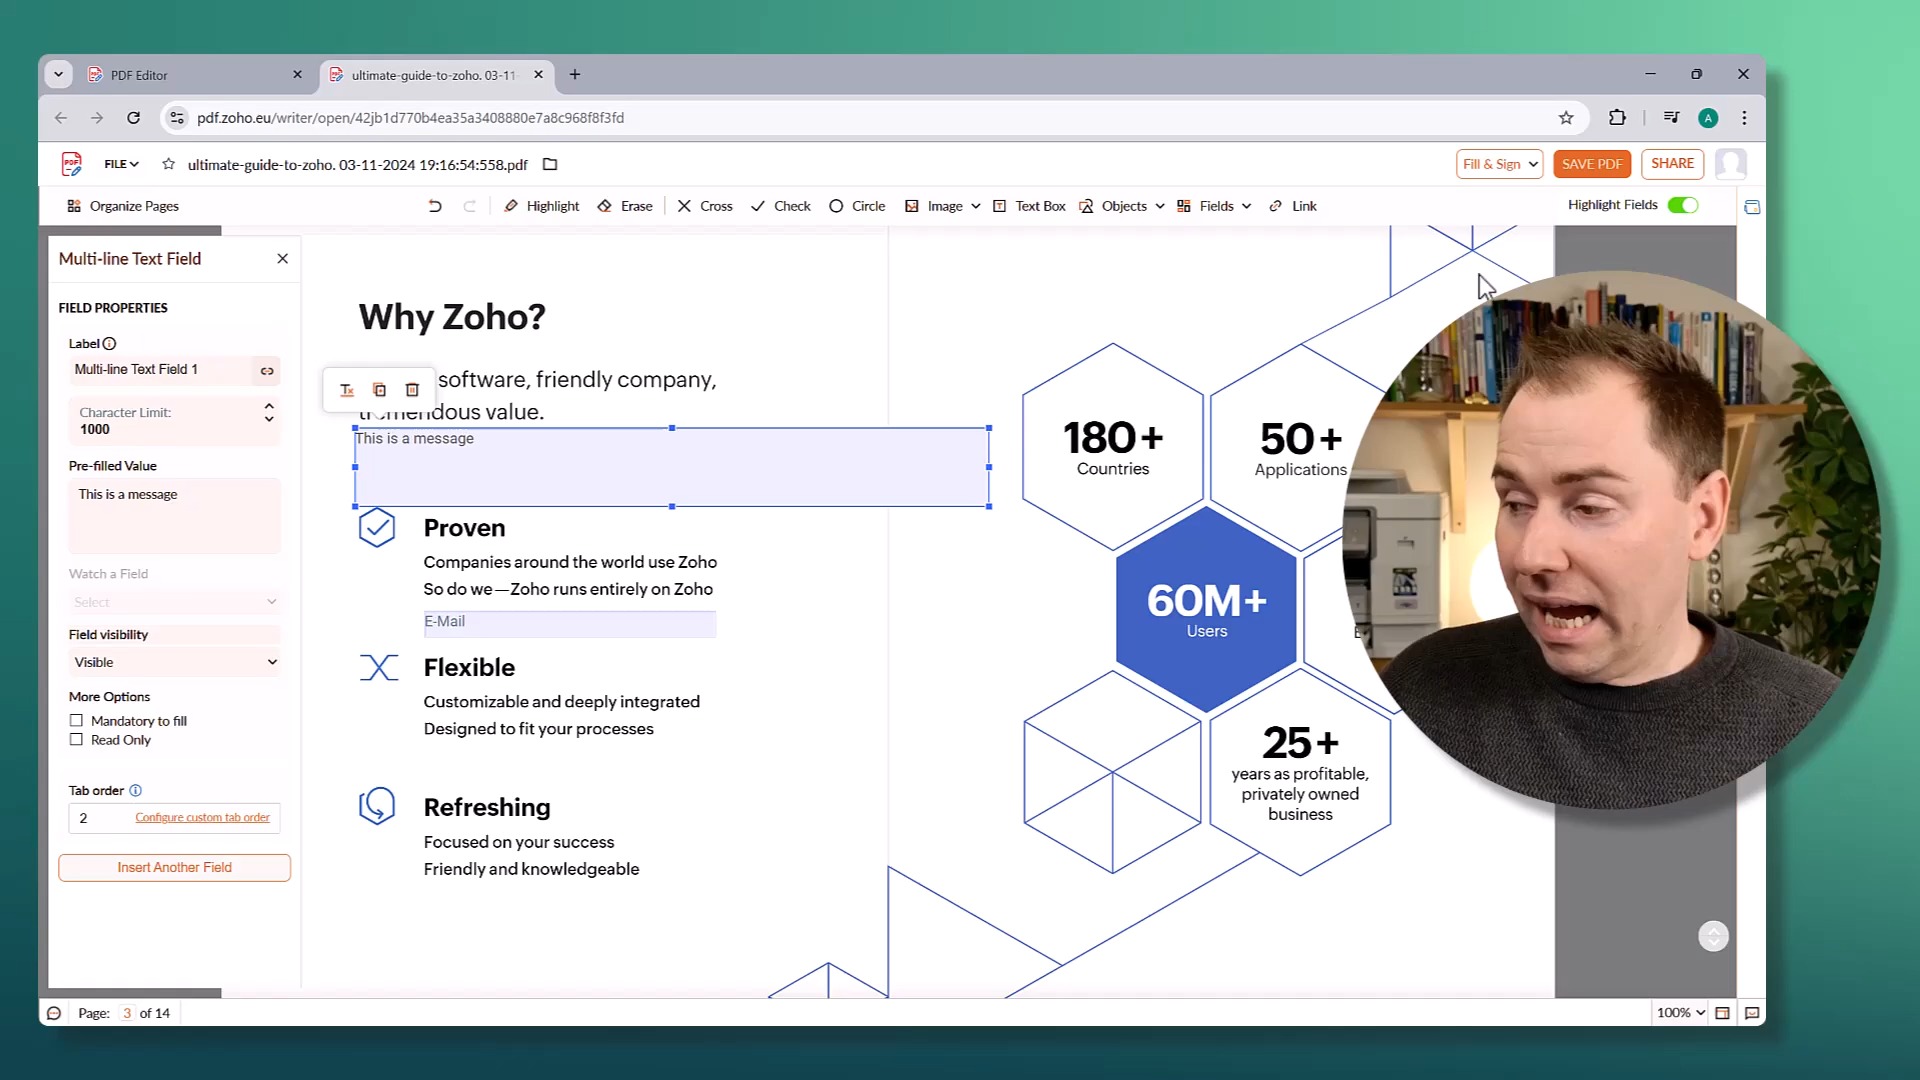 PDF Editor
ultimate-guide-to-zoho. 03-11-
pdf.zoho.eu/writer/open/42jb1d770b4ea35a3408880e7a8c968f8f3fd
A
PDF
FILE
ultimate-guide-to-zoho. 03-11-2024 19:16:54:558.pdf
Fill & Sign
SAVE PDF
SHARE
Organize Pages
Highlight
Erase
Cross
Check
Circle
Image
Text Box
Objects
Fields
Link
Highlight Fields
Multi-line Text Field
FIELD PROPERTIES
Label
Multi-line Text Field 1
Character Limit:
1000
Pre-filled Value
This is a message
Watch a Field
Select
Field visibility
Visible
More Options
Mandatory to fill
Read Only
Tab order
2
Configure custom tab order
Insert Another Field
Why Zoho?
software, friendly company,
tremendous value.
This is a message
Proven
Companies around the world use Zoho
So do we—Zoho runs entirely on Zoho
E-Mail
Flexible
Customizable and deeply integrated
Designed to fit your processes
Refreshing
Focused on your success
Friendly and knowledgeable
180+
Countries
50+
Applications
60M+
Users
25+
years as profitable,
privately owned
business
Page: 3 of 14
100%